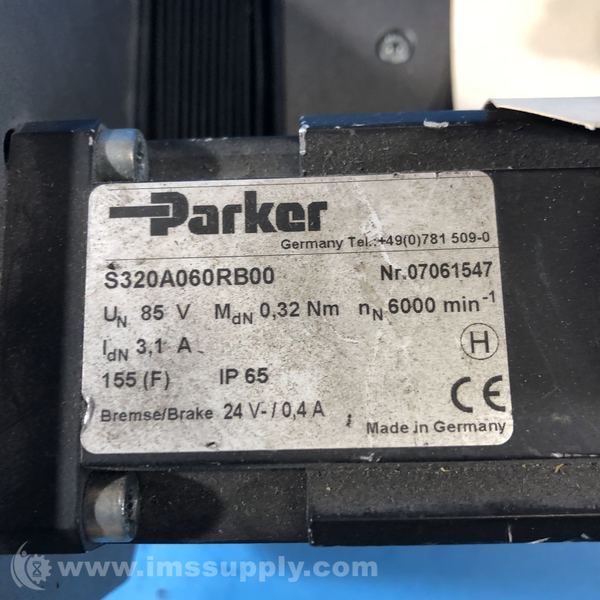 Parker
Germany Tel.:+49(0)781 509-0
S320A060RB00 Nr.07061547
UN 85 V MdN 0,32 Nm nN 6000 min-1
IdN 3,1 A
H
155 (F) IP 65
CE
Bremse/Brake 24 V- / 0,4 A
Made in Germany
© www.imssupply.com